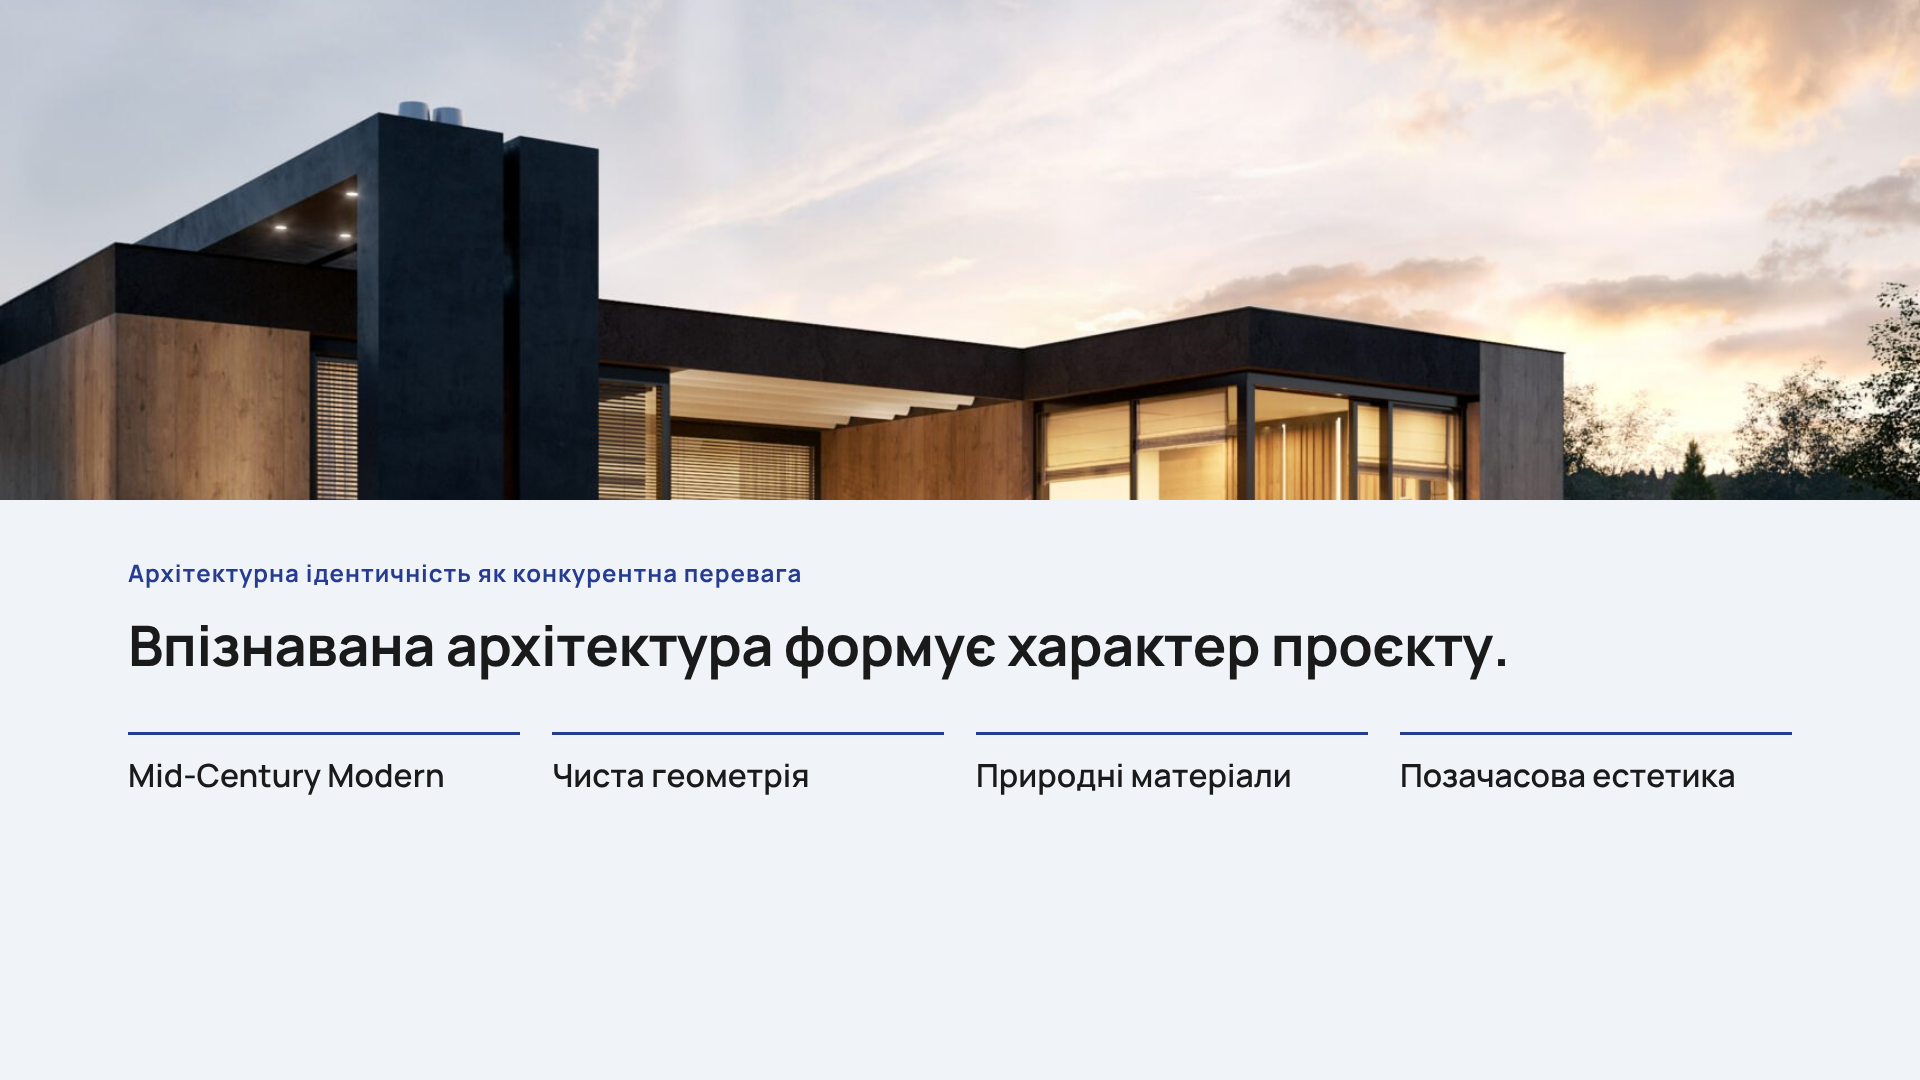 Архітектурна ідентичність як конкурентна перевага
Впізнавана архітектура формує характер проєкту.
Mid-Century Modern
Чиста геометрія
Природні матеріали
Позачасова естетика